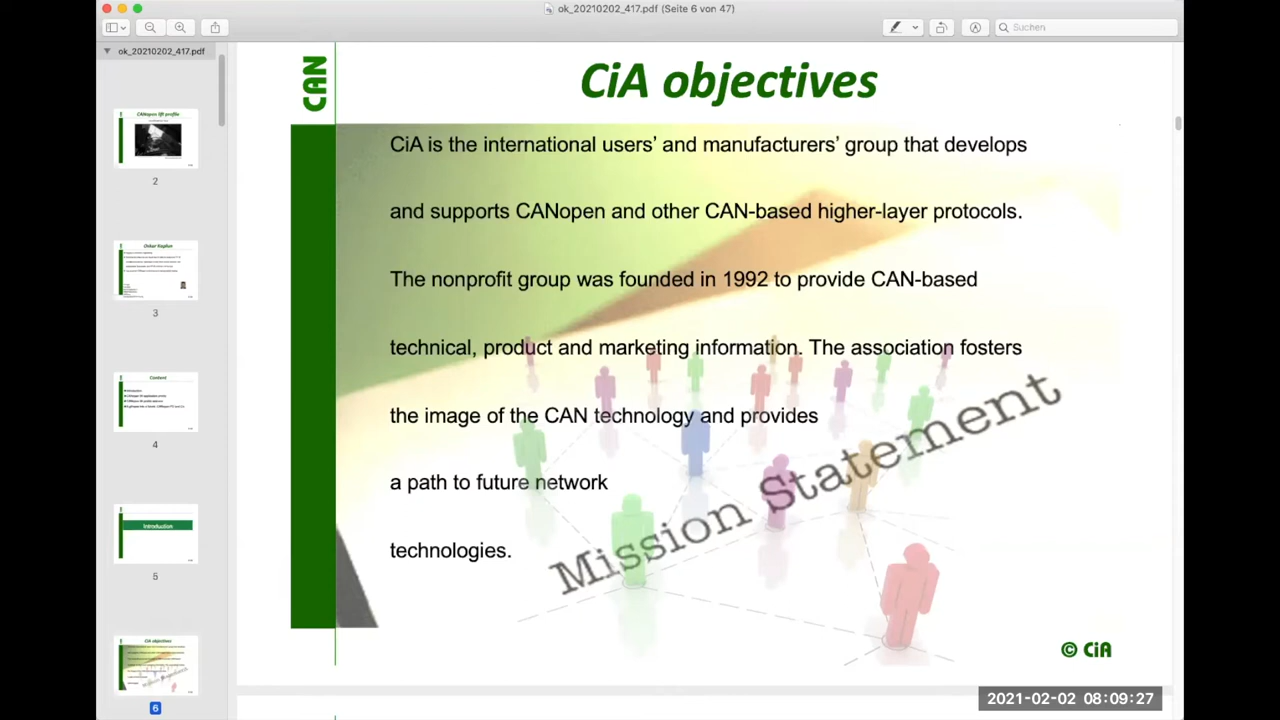 ok_20210202_417.pdf (Seite 6 von 47)
Suchen
ok_20210202_417.pdf
CANopen lift profile
2
3
Content
4
Introduction
5
CiA objectives
6
CAN
CiA objectives
CiA is the international users’ and manufacturers’ group that develops
and supports CANopen and other CAN-based higher-layer protocols.
The nonprofit group was founded in 1992 to provide CAN-based
technical, product and marketing information. The association fosters
the image of the CAN technology and provides
a path to future network
technologies.
Mission Statement
© CiA
2021-02-02 08:09:27